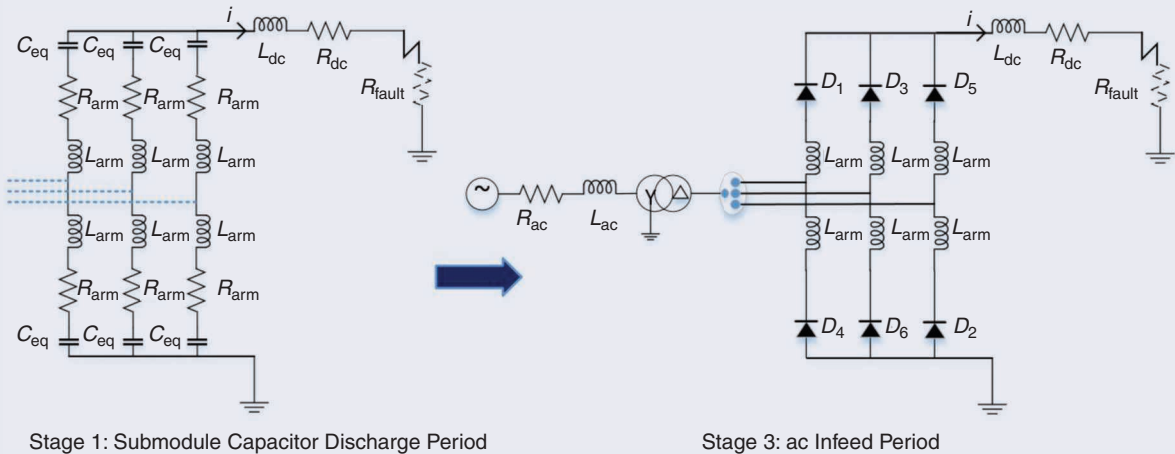 i
C_eq C_eq C_eq
L_dc R_dc
R_fault
R_arm R_arm R_arm
L_arm L_arm L_arm
L_arm L_arm L_arm
R_arm R_arm R_arm
C_eq C_eq C_eq
Stage 1: Submodule Capacitor Discharge Period
i
L_dc R_dc
R_fault
D_1 D_3 D_5
L_arm L_arm L_arm
~
R_ac L_ac
Y Δ
L_arm L_arm L_arm
D_4 D_6 D_2
Stage 3: ac Infeed Period